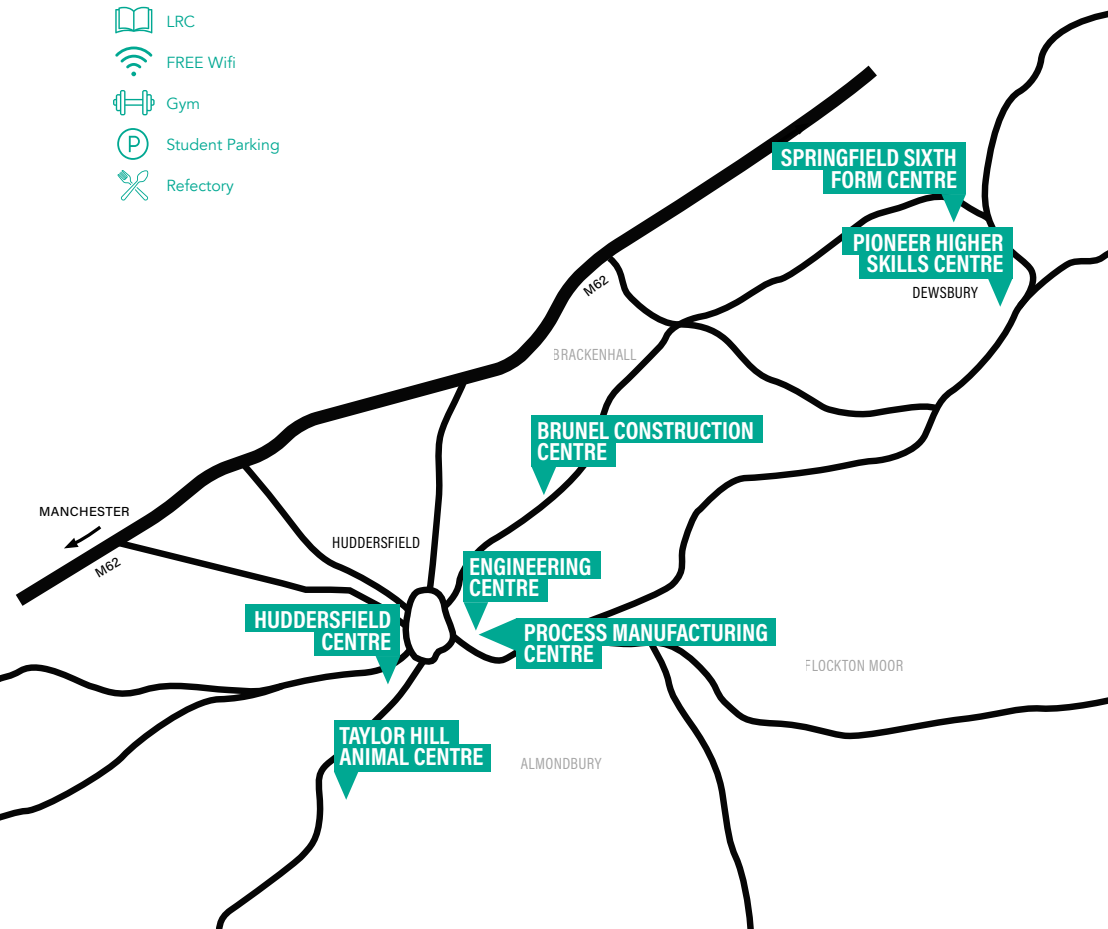 LRC
FREE Wifi
Gym
P
Student Parking
Refectory
SPRINGFIELD SIXTH
FORM CENTRE
PIONEER HIGHER
SKILLS CENTRE
DEWSBURY
M62
BRACKENHALL
BRUNEL CONSTRUCTION
CENTRE
MANCHESTER
M62
HUDDERSFIELD
ENGINEERING
CENTRE
HUDDERSFIELD
CENTRE
PROCESS MANUFACTURING
CENTRE
FLOCKTON MOOR
TAYLOR HILL
ANIMAL CENTRE
ALMONDBURY